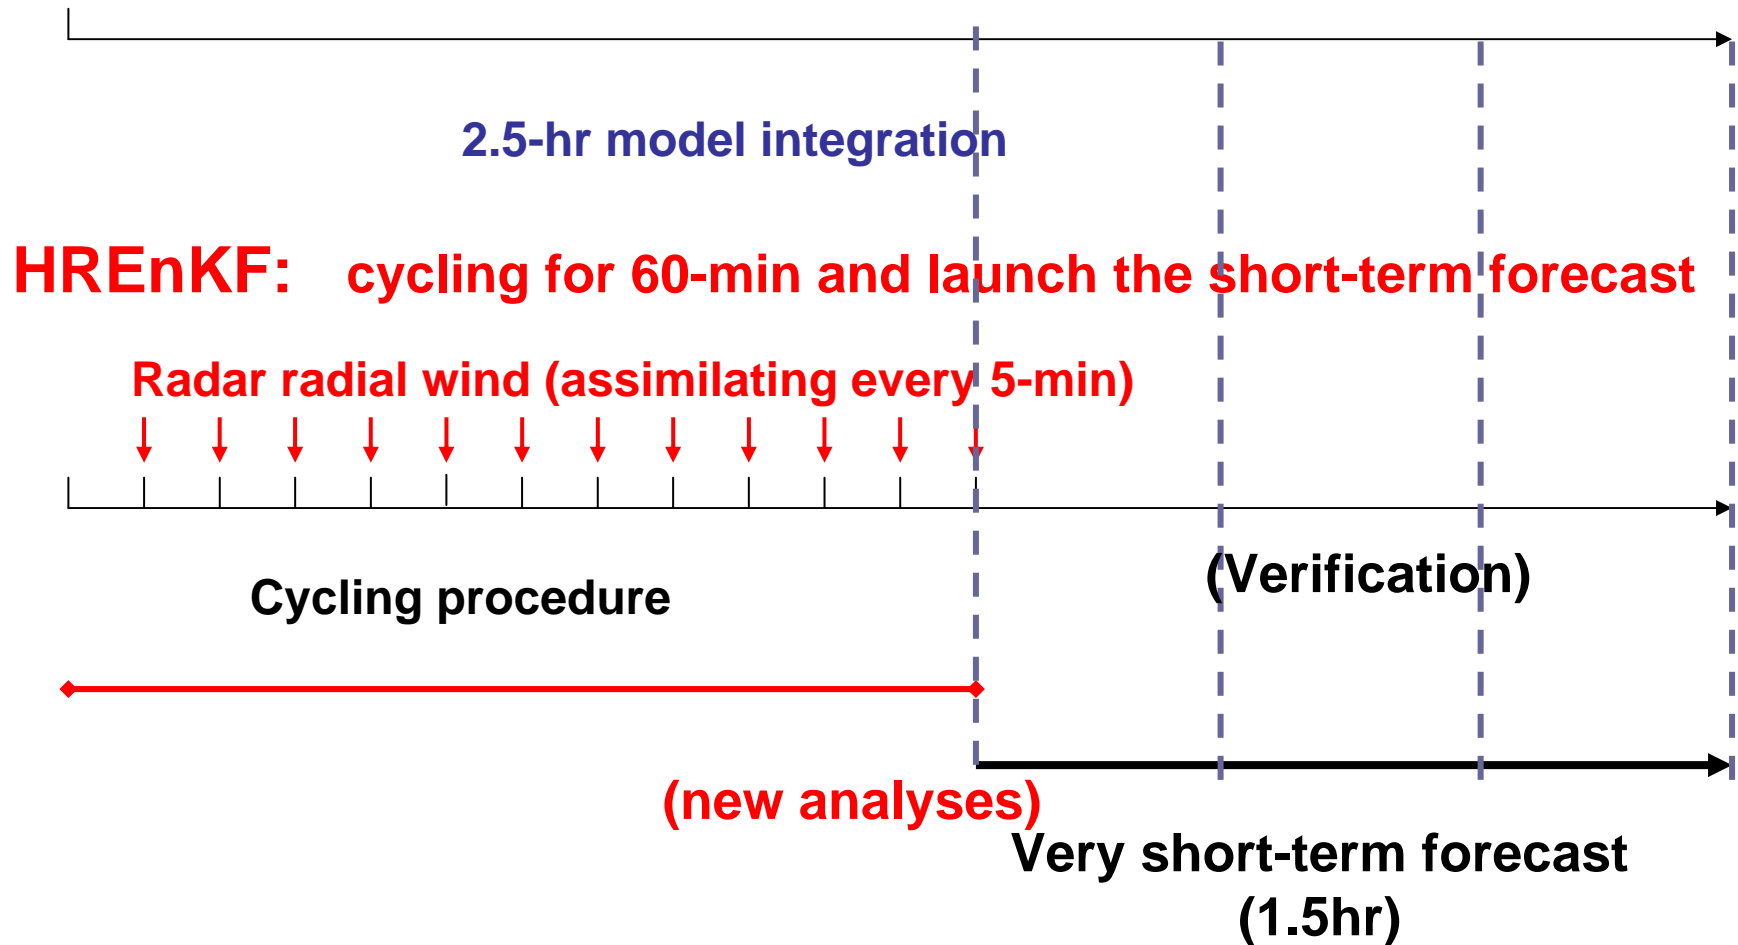 2.5-hr model integration
HREnKF: cycling for 60-min and launch the short-term forecast
Radar radial wind (assimilating every 5-min)
(Verification)
Cycling procedure
(new analyses)
Very short-term forecast
(1.5hr)